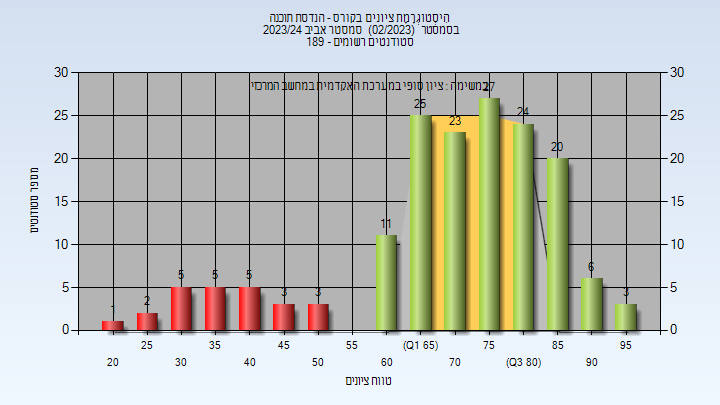 הִיסְטוֹגְרַמַת ציונים בקורס - הנדסת תוכנה
בסמסטר (02/2023) סמסטר אביב 2023/24
סטודנטים רשומים - 189
במשימה : ציון סופי במערכת האקדמית במחשב המרכזי
מספר סטודנטים
30 30
25 25
20 20
15 15
10 10
5 5
0 0
1 2 5 5 5 3 3 11 25 23 27 24 20 6 3
25 35 45 55 (Q1 65) 75 85 95
20 30 40 50 60 70 (Q3 80) 90
טווח ציונים